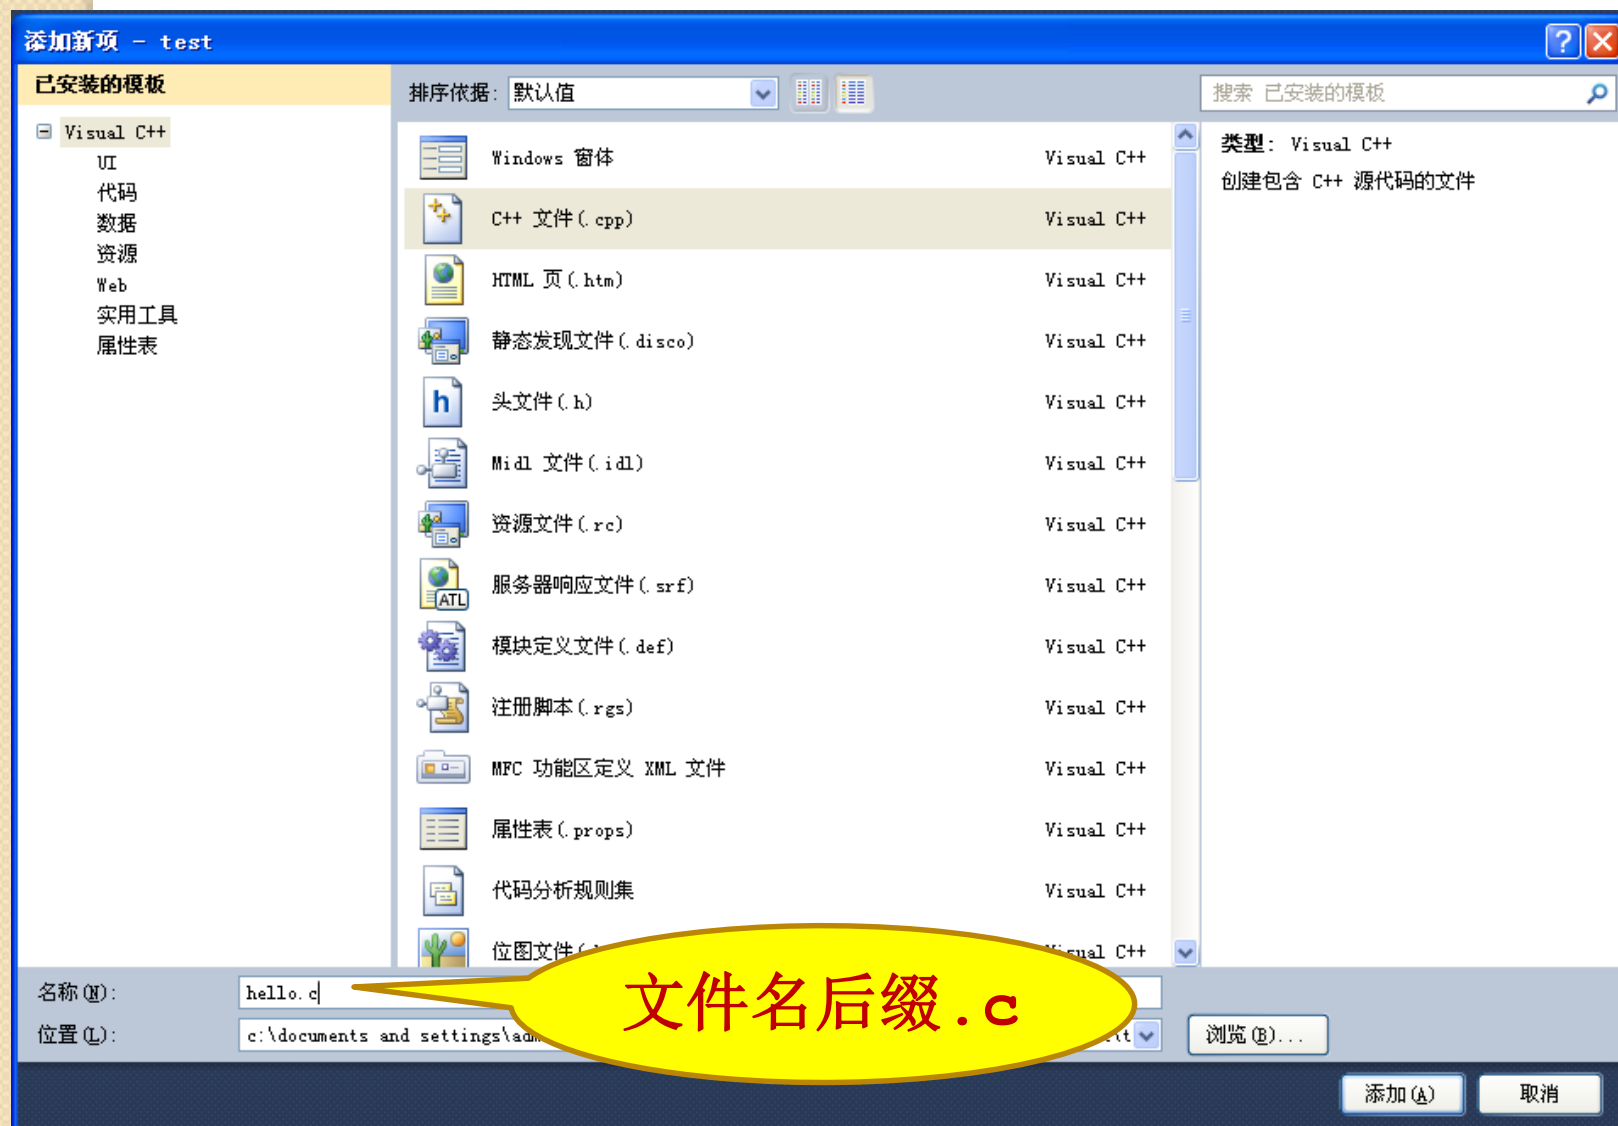 添加新项 - test
已安装的模板
排序依据: 默认值
搜索 已安装的模板
Visual C++
UI
代码
数据
资源
Web
实用工具
属性表
Windows 窗体 Visual C++
C++ 文件(.cpp) Visual C++
HTML 页(.htm) Visual C++
静态发现文件(.disco) Visual C++
头文件(.h) Visual C++
Midl 文件(.idl) Visual C++
资源文件(.rc) Visual C++
服务器响应文件(.srf) Visual C++
ATL
模块定义文件(.def) Visual C++
注册脚本(.rgs) Visual C++
MFC 功能区定义 XML 文件 Visual C++
属性表(.props) Visual C++
代码分析规则集 Visual C++
位图文件 Visual C++
类型: Visual C++
创建包含 C++ 源代码的文件
名称(N): hello.c
位置(L): c:\documents and settings\
浏览(B)...
文件名后缀.c
添加(A)
取消